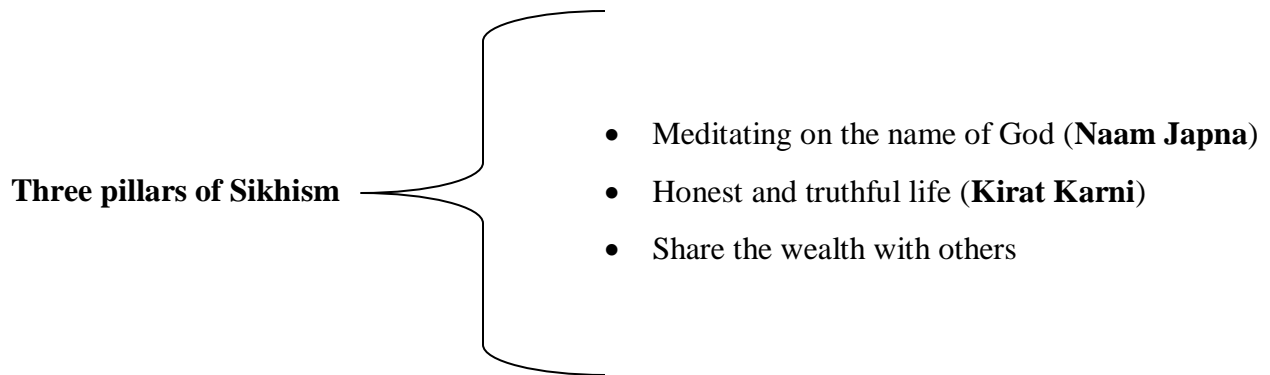 Three pillars of Sikhism
• Meditating on the name of God (Naam Japna)
• Honest and truthful life (Kirat Karni)
• Share the wealth with others